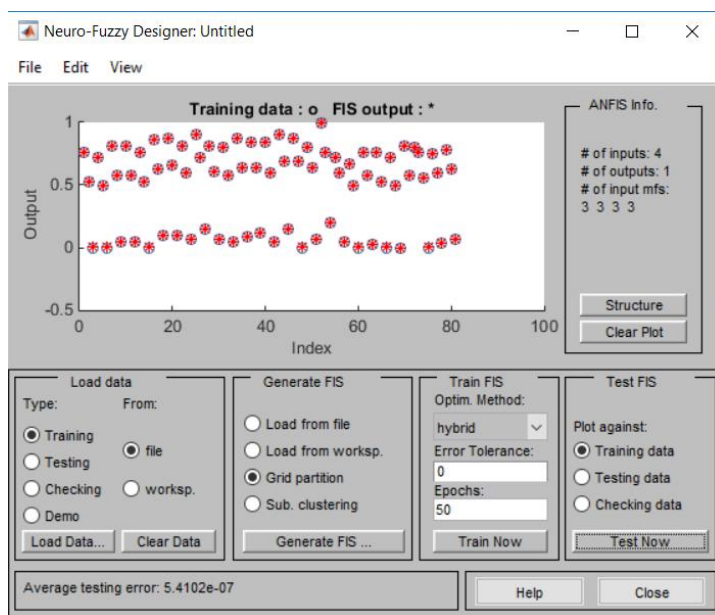 Neuro-Fuzzy Designer: Untitled
File Edit View
Training data : o FIS output : *
Output
1
0.5
0
-0.5
0 20 40 60 80 100
Index
ANFIS Info.
# of inputs: 4
# of outputs: 1
# of input mfs:
3 3 3 3
Structure
Clear Plot
Load data
Type: From:
Training
file
Testing
Checking
worksp.
Demo
Load Data... Clear Data
Generate FIS
Load from file
Load from worksp.
Grid partition
Sub. clustering
Generate FIS ...
Train FIS
Optim. Method:
hybrid
Error Tolerance:
0
Epochs:
50
Train Now
Test FIS
Plot against:
Training data
Testing data
Checking data
Test Now
Average testing error: 5.4102e-07
Help Close